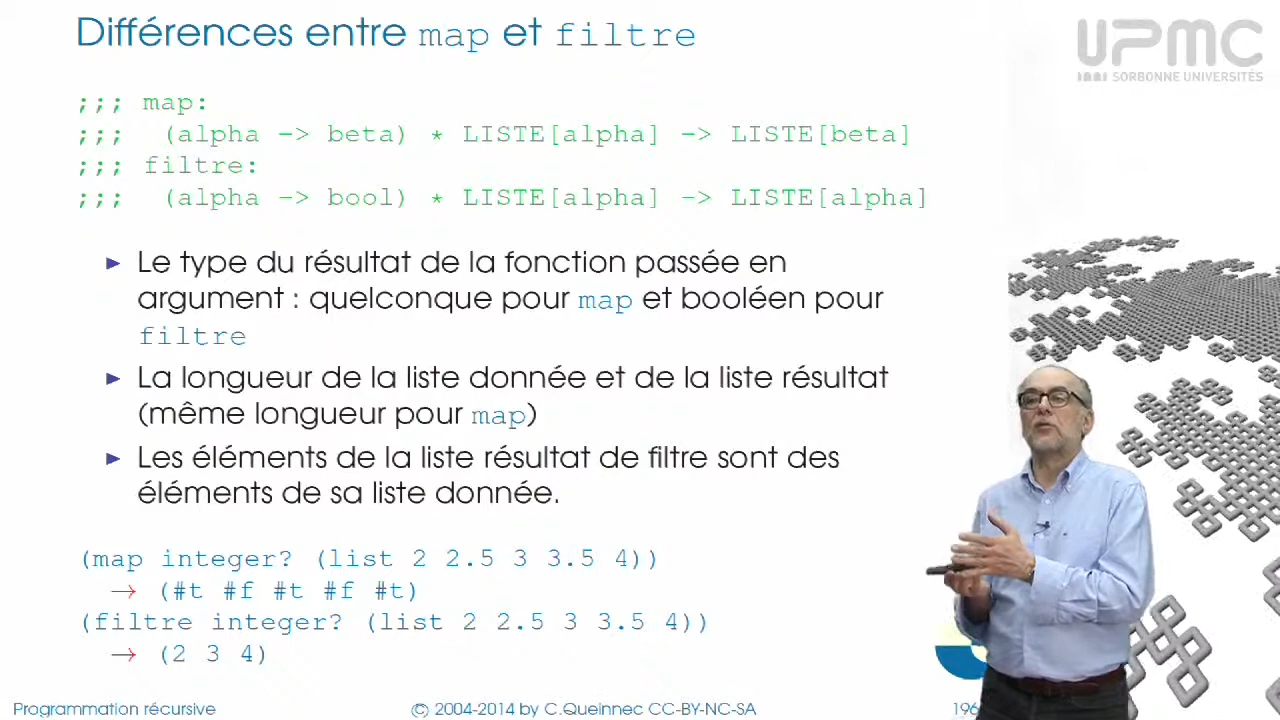 Différences entre map et filtre
UPMC
SORBONNE UNIVERSITÉS
;;; map:
;;; (alpha -> beta) * LISTE[alpha] -> LISTE[beta]
;;; filtre:
;;; (alpha -> bool) * LISTE[alpha] -> LISTE[alpha]
► Le type du résultat de la fonction passée en
argument : quelconque pour map et booléen pour
filtre
► La longueur de la liste donnée et de la liste résultat
(même longueur pour map)
► Les éléments de la liste résultat de filtre sont des
éléments de sa liste donnée.
(map integer? (list 2 2.5 3 3.5 4))
→ (#t #f #t #f #t)
(filtre integer? (list 2 2.5 3 3.5 4))
→ (2 3 4)
Programmation récursive © 2004-2014 by C.Queinnec CC-BY-NC-SA 196